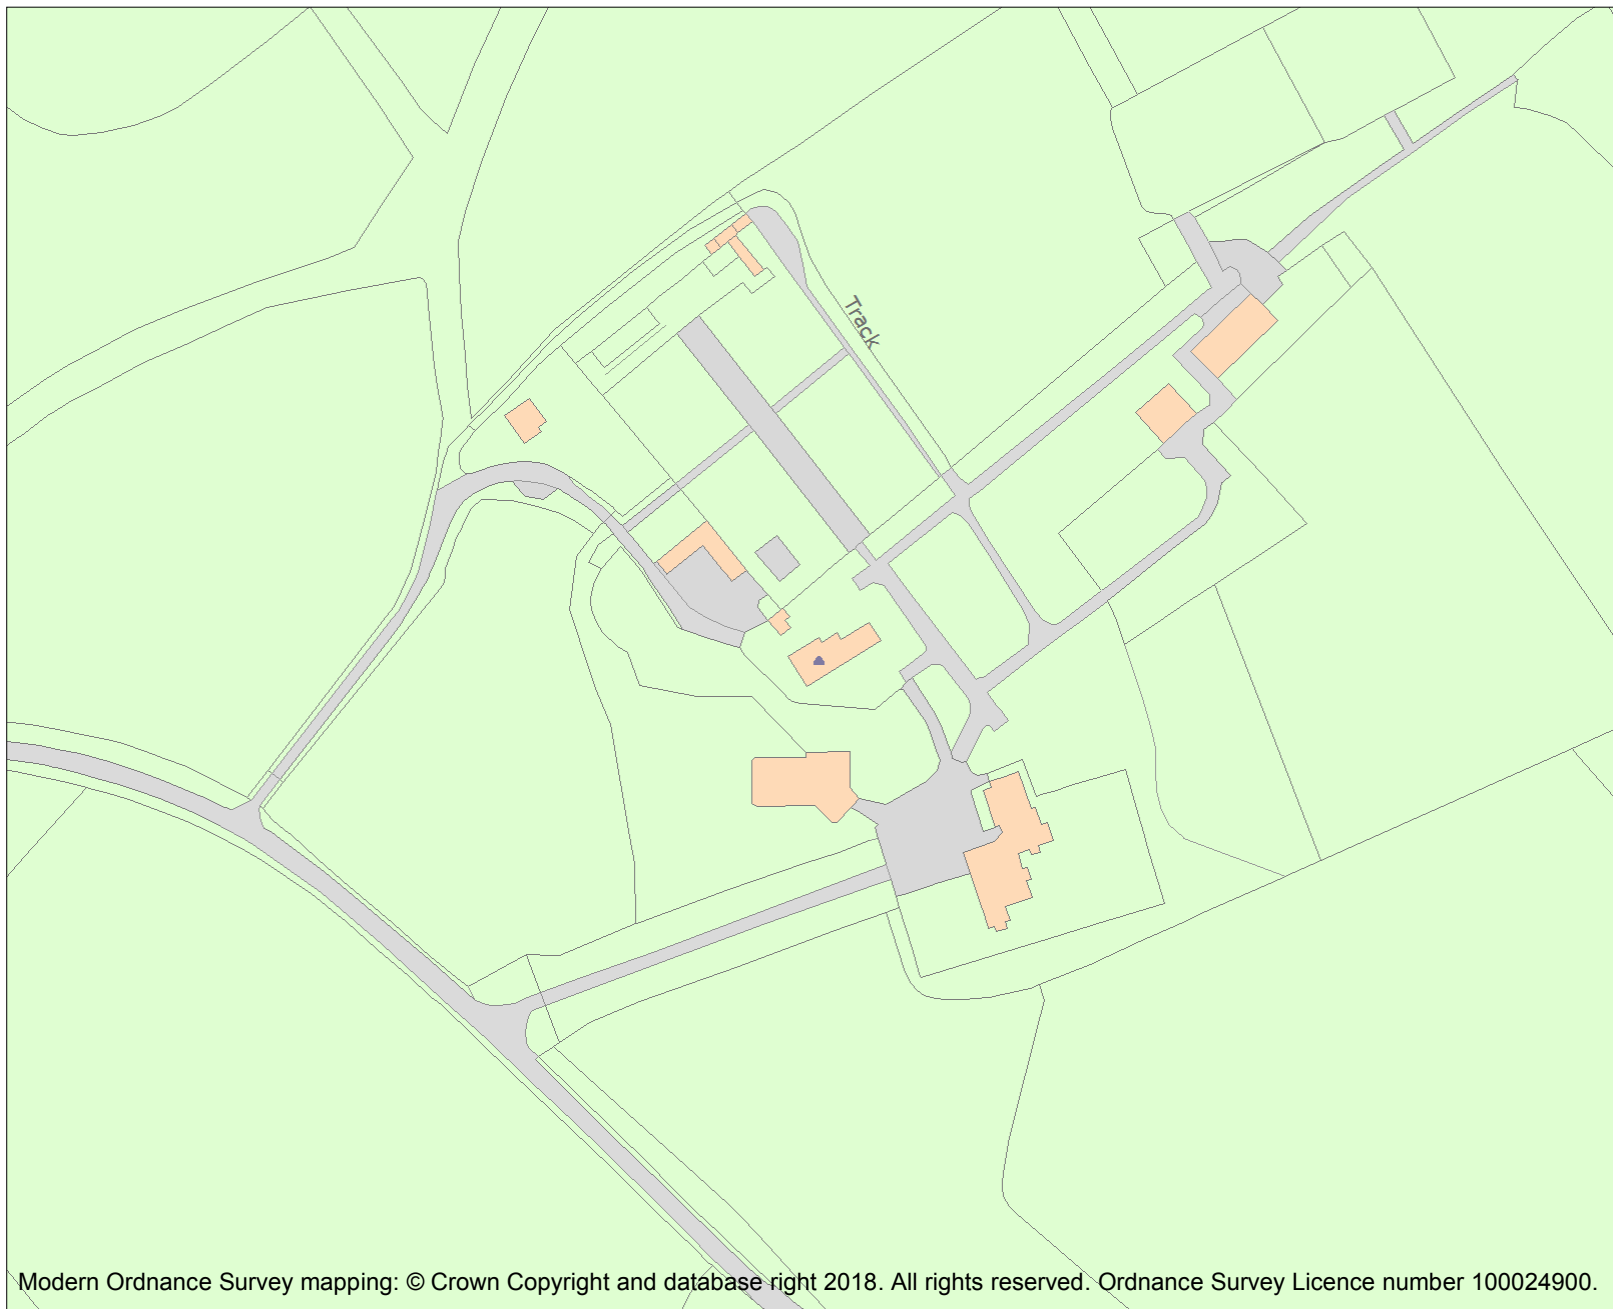 Track
Modern Ordnance Survey mapping: © Crown Copyright and database right 2018. All rights reserved. Ordnance Survey Licence number 100024900.